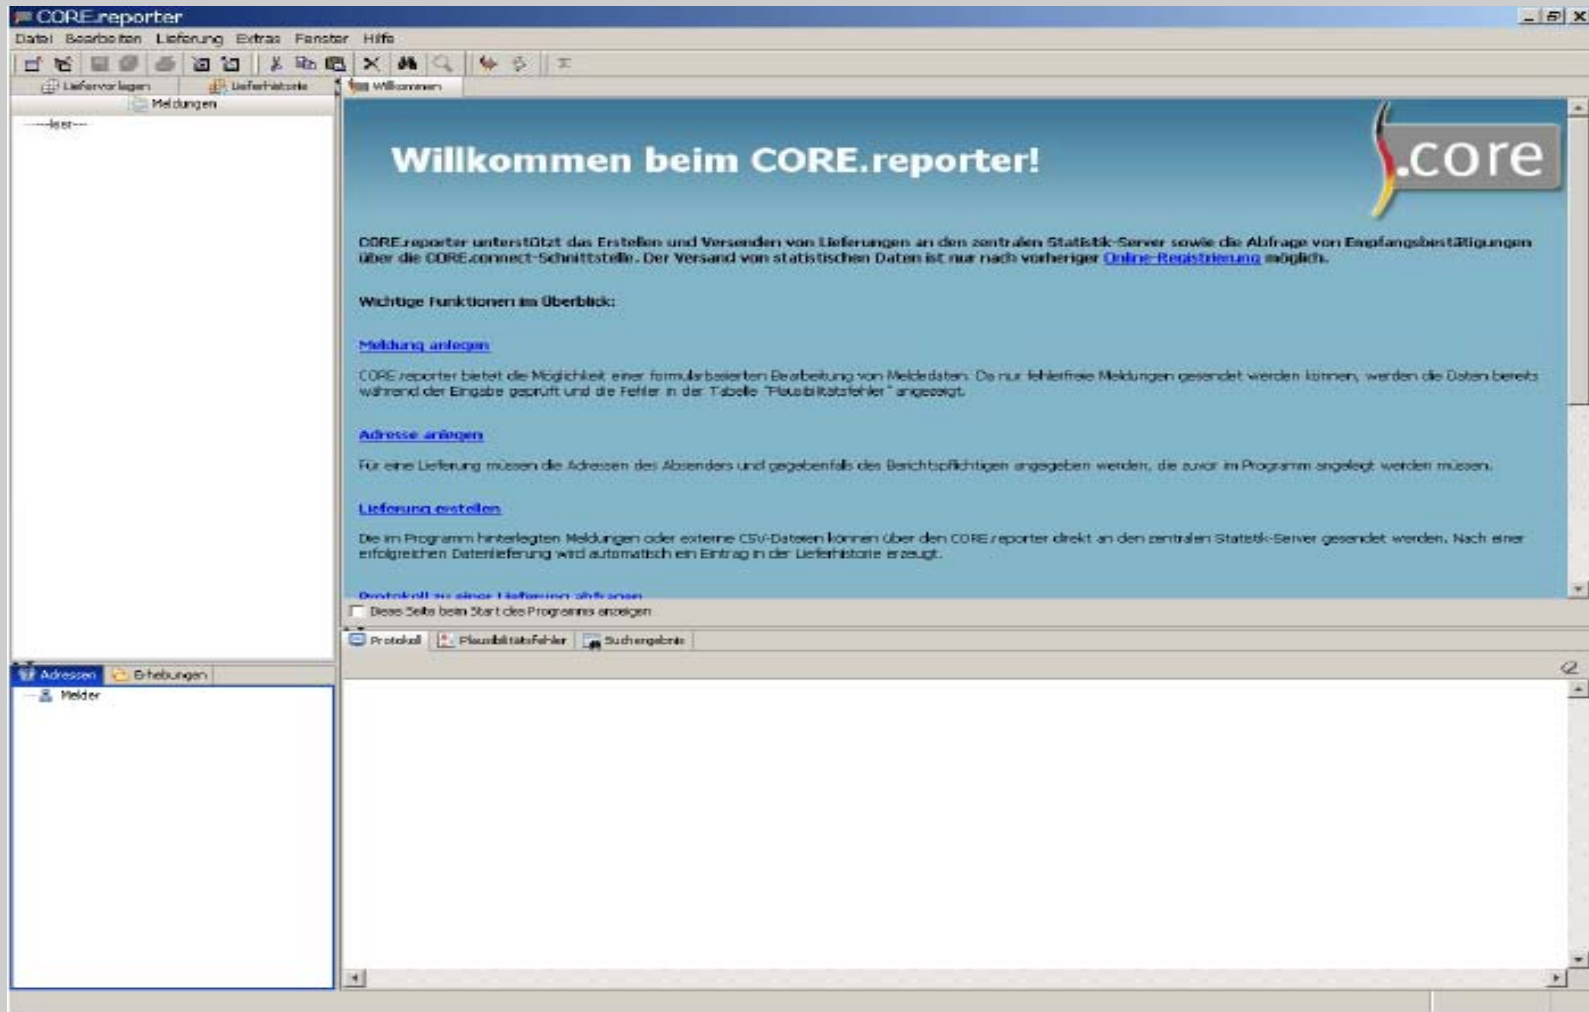 CORE.reporter
Datei Bearbeiten Lieferung Extras Fenster Hilfe
Liefervorlagen Lieferhistorie
Meldungen
----leer----
Willkommen
Willkommen beim CORE.reporter!
.core
CORE.reporter unterstützt das Erstellen und Versenden von Lieferungen an den zentralen Statistik-Server sowie die Abfrage von Empfangsbestätigungen
über die CORE.connect-Schnittstelle. Der Versand von statistischen Daten ist nur nach vorheriger Online-Registrierung möglich.
Wichtige Funktionen im Überblick:
Meldung anlegen
CORE.reporter bietet die Möglichkeit einer formularbasierten Bearbeitung von Meldedaten. Da nur fehlerfreie Meldungen gesendet werden können, werden die Daten bereits
während der Eingabe geprüft und die Fehler in der Tabelle "Plausibilitätsfehler" angezeigt.
Adresse anlegen
Für eine Lieferung müssen die Adressen des Absenders und gegebenfalls des Berichtspflichtigen angegeben werden, die zuvor im Programm angelegt werden müssen.
Lieferung erstellen
Die im Programm hinterlegten Meldungen oder externe CSV-Dateien können über den CORE.reporter direkt an den zentralen Statistik-Server gesendet werden. Nach einer
erfolgreichen Datenlieferung wird automatisch ein Eintrag in der Lieferhistorie erzeugt.
Protokoll zu einer Lieferung abfragen
Diese Seite beim Start des Programms anzeigen
Protokoll Plausibilitätsfehler Suchergebnis
Adressen Erhebungen
Melder